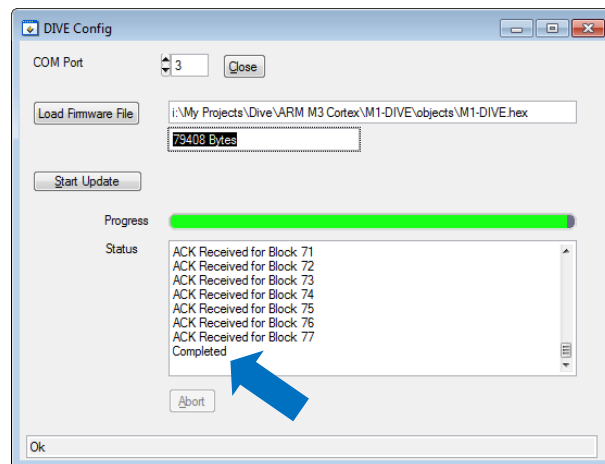 DIVE Config
COM Port
3
Close
Load Firmware File
i:\My Projects\Dive\ARM M3 Cortex\M1-DIVE\objects\M1-DIVE.hex
79408 Bytes
Start Update
Progress
Status
ACK Received for Block 71
ACK Received for Block 72
ACK Received for Block 73
ACK Received for Block 74
ACK Received for Block 75
ACK Received for Block 76
ACK Received for Block 77
Completed
Abort
Ok